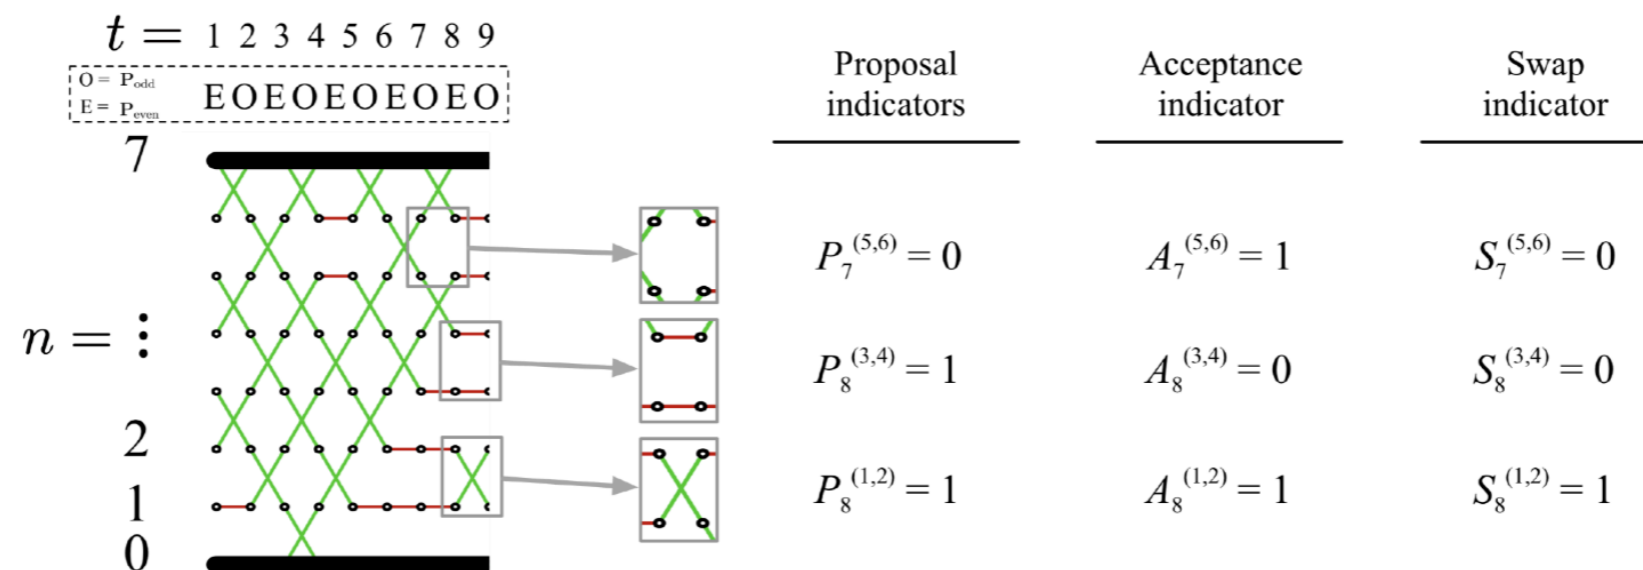 t = 1 2 3 4 5 6 7 8 9
O = P_odd
E = P_even
E O E O E O E O E O
7
n = ⋮
2
1
0
Proposal indicators
Acceptance indicator
Swap indicator
P_7^(5,6) = 0 A_7^(5,6) = 1 S_7^(5,6) = 0
P_8^(3,4) = 1 A_8^(3,4) = 0 S_8^(3,4) = 0
P_8^(1,2) = 1 A_8^(1,2) = 1 S_8^(1,2) = 1